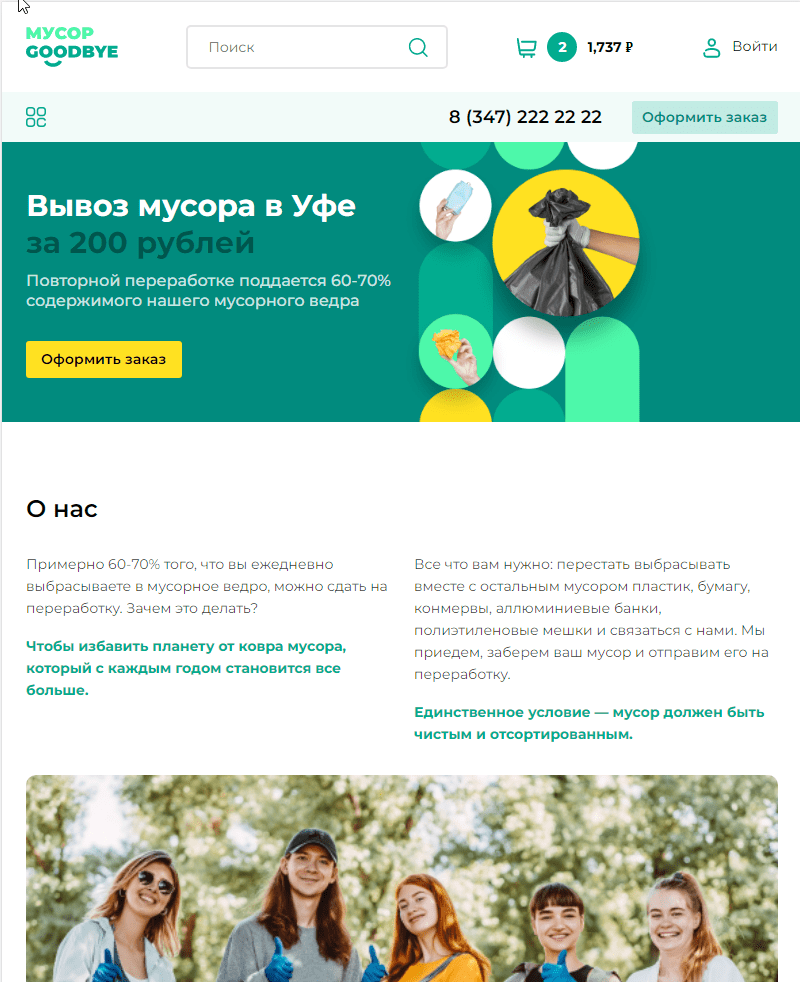 МУСОР
GOODBYE
Поиск
2
1,737 ₽
Войти
8 (347) 222 22 22
Оформить заказ
Вывоз мусора в Уфе
за 200 рублей
Повторной переработке поддается 60-70%
содержимого нашего мусорного ведра
Оформить заказ
О нас
Примерно 60-70% того, что вы ежедневно
выбрасываете в мусорное ведро, можно сдать на
переработку. Зачем это делать?
Чтобы избавить планету от ковра мусора,
который с каждым годом становится все
больше.
Все что вам нужно: перестать выбрасывать
вместе с остальным мусором пластик, бумагу,
конмервы, аллюминиевые банки,
полиэтиленовые мешки и связаться с нами. Мы
приедем, заберем ваш мусор и отправим его на
переработку.
Единственное условие — мусор должен быть
чистым и отсортированным.